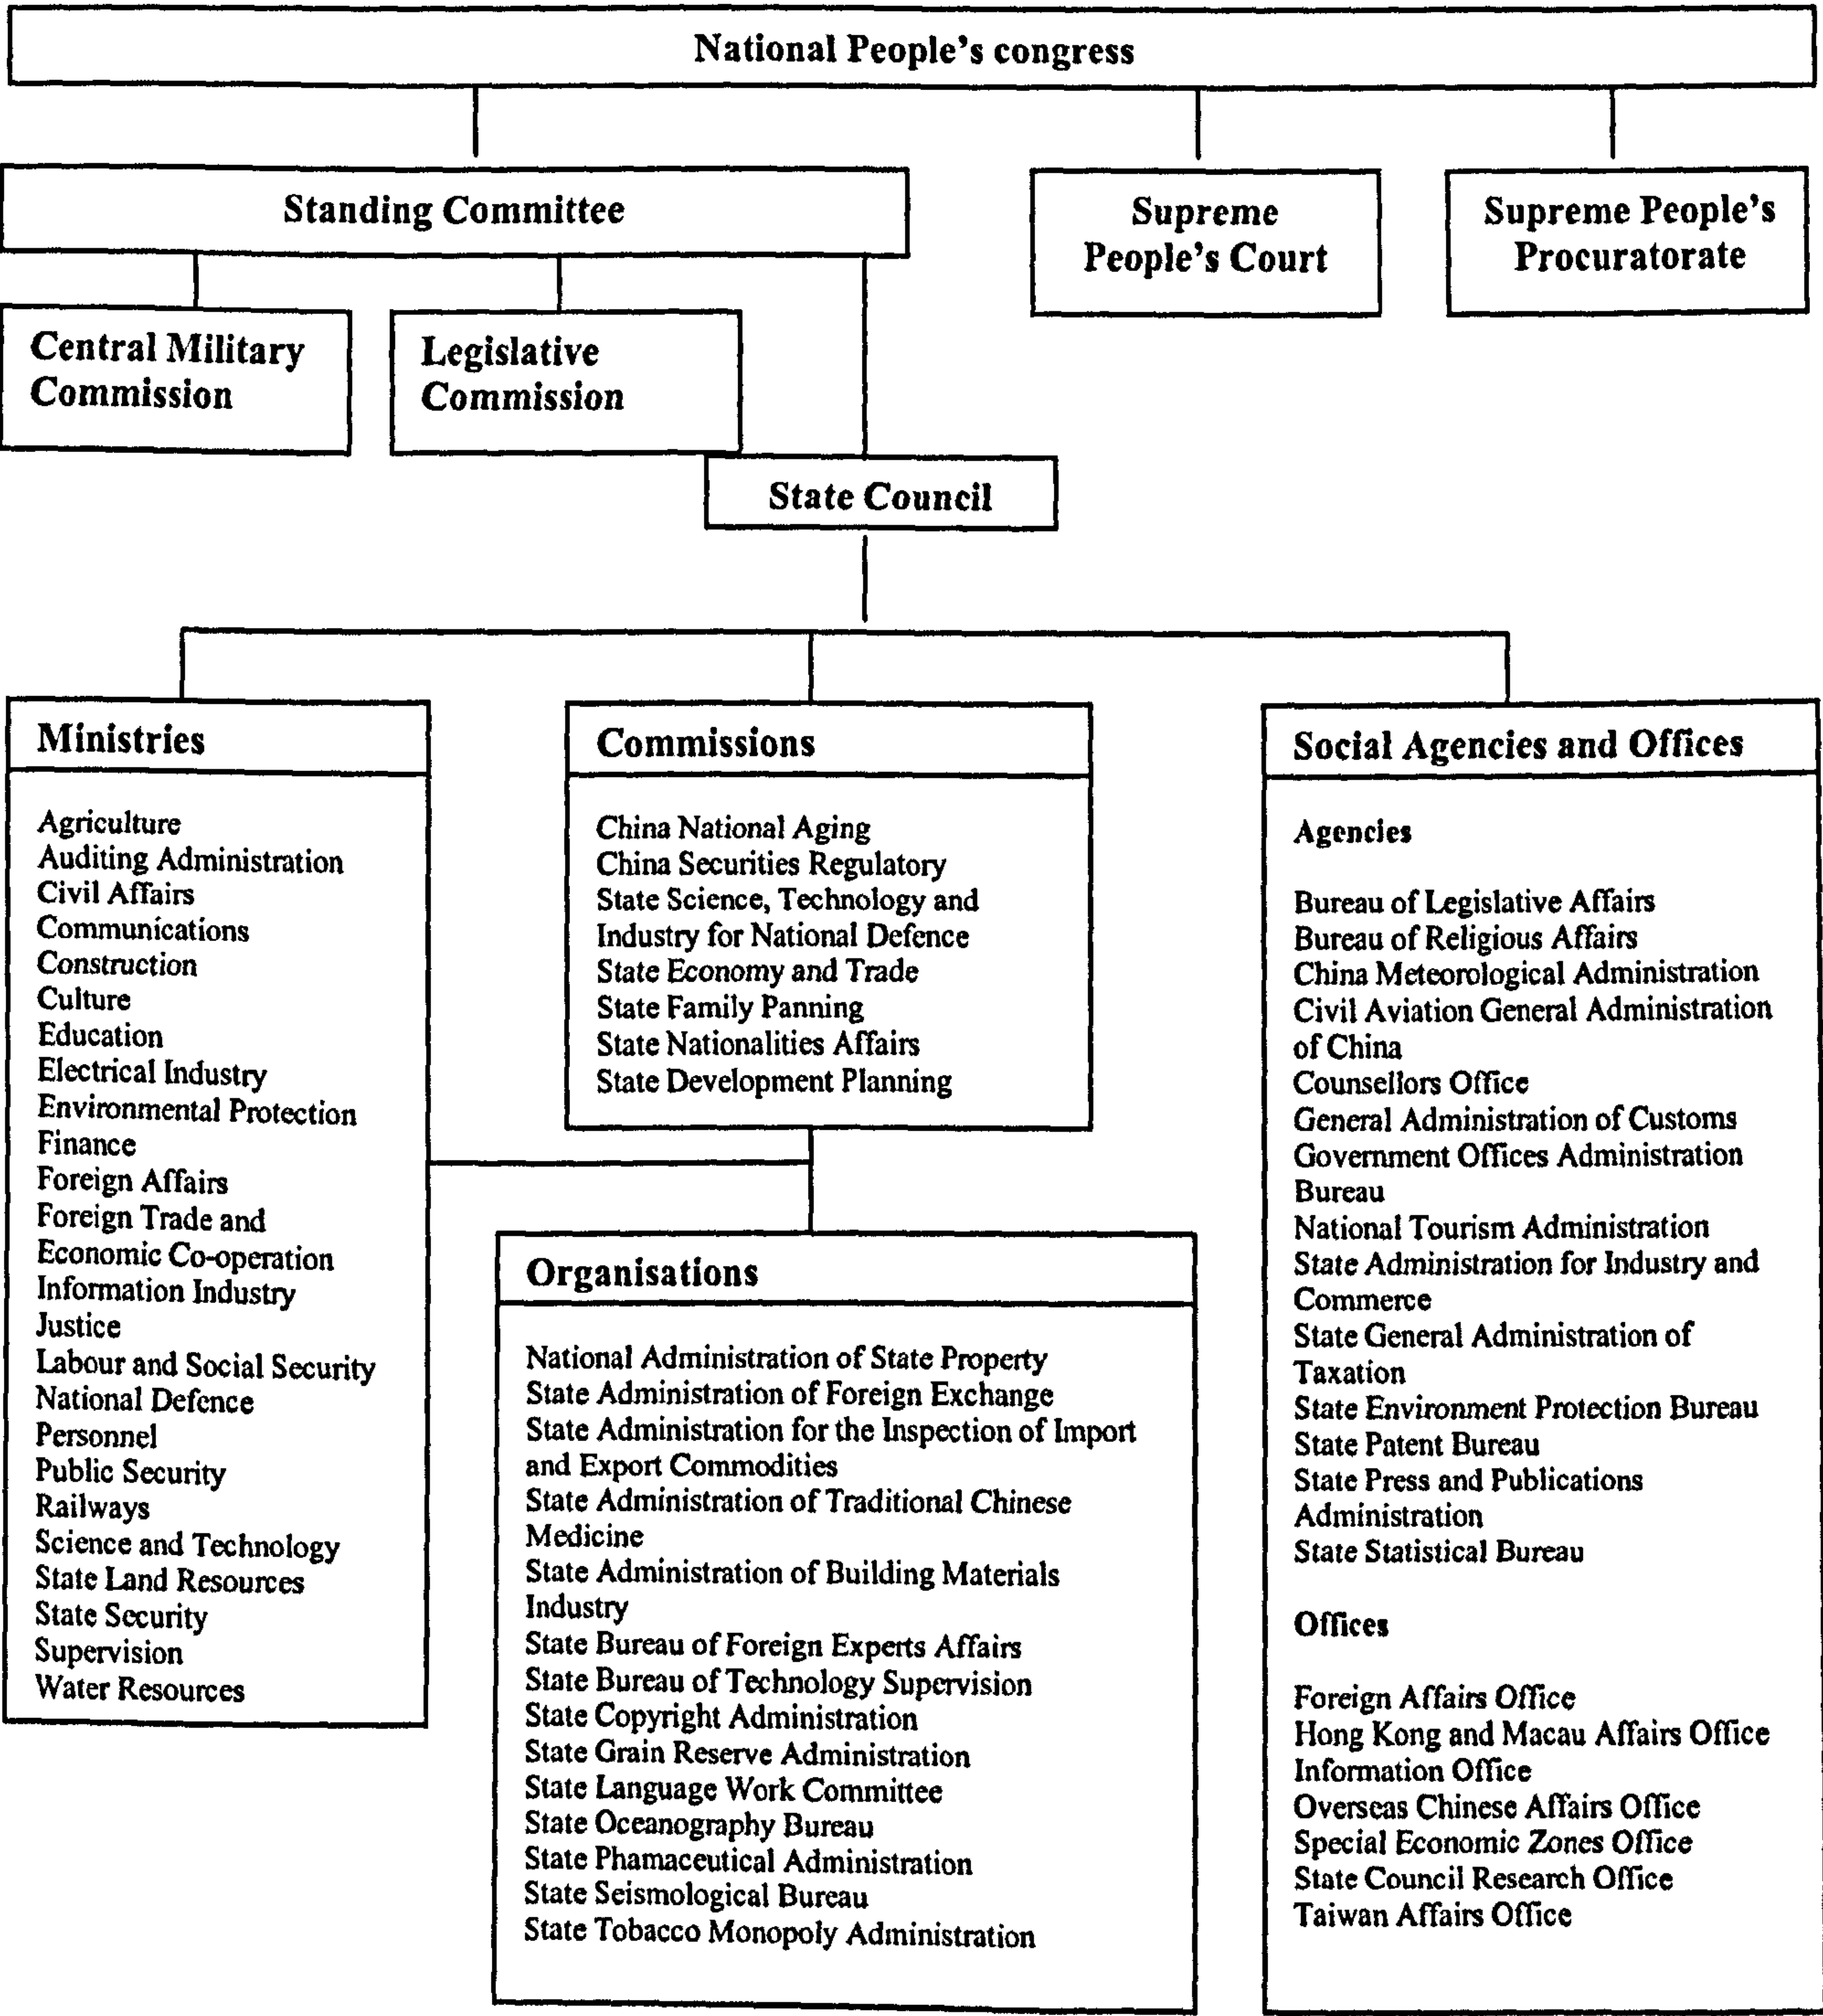 National People's congress
Standing Committee
Supreme
People's Court
Supreme People's
Procuratorate
Central Military
Commission
Legislative
Commission
State Council
Ministries
Agriculture
Auditing Administration
Civil Affairs
Communications
Construction
Culture
Education
Electrical Industry
Environmental Protection
Finance
Foreign Affairs
Foreign Trade and
Economic Co-operation
Information Industry
Justice
Labour and Social Security
National Defence
Personnel
Public Security
Railways
Science and Technology
State Land Resources
State Security
Supervision
Water Resources
Commissions
China National Aging
China Securities Regulatory
State Science, Technology and
Industry for National Defence
State Economy and Trade
State Family Panning
State Nationalities Affairs
State Development Planning
Organisations
National Administration of State Property
State Administration of Foreign Exchange
State Administration for the Inspection of Import
and Export Commodities
State Administration of Traditional Chinese
Medicine
State Administration of Building Materials
Industry
State Bureau of Foreign Experts Affairs
State Bureau of Technology Supervision
State Copyright Administration
State Grain Reserve Administration
State Language Work Committee
State Oceanography Bureau
State Phamaceutical Administration
State Seismological Bureau
State Tobacco Monopoly Administration
Social Agencies and Offices
Agencies
Bureau of Legislative Affairs
Bureau of Religious Affairs
China Meteorological Administration
Civil Aviation General Administration
of China
Counsellors Office
General Administration of Customs
Government Offices Administration
Bureau
National Tourism Administration
State Administration for Industry and
Commerce
State General Administration of
Taxation
State Environment Protection Bureau
State Patent Bureau
State Press and Publications
Administration
State Statistical Bureau
Offices
Foreign Affairs Office
Hong Kong and Macau Affairs Office
Information Office
Overseas Chinese Affairs Office
Special Economic Zones Office
State Council Research Office
Taiwan Affairs Office